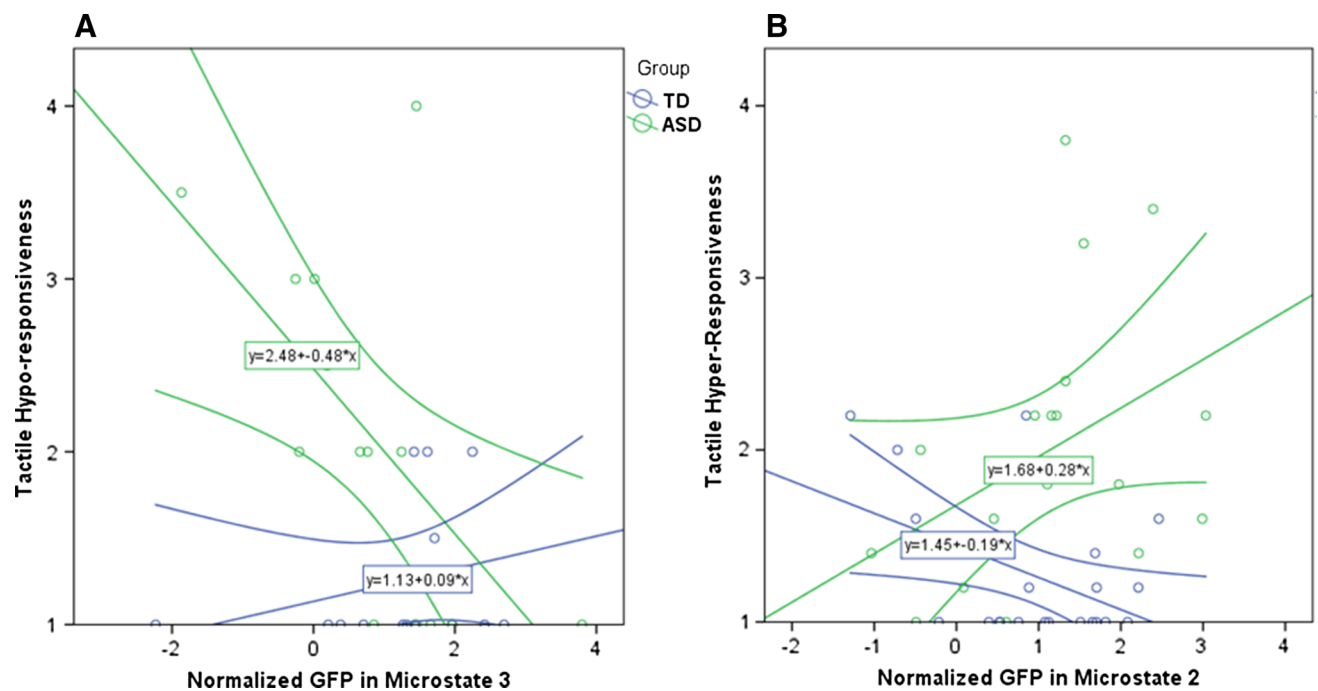 A
B
Group
TD
ASD
Tactile Hypo-responsiveness
4
3
2
1
y=2.48+-0.48*x
y=1.13+0.09*x
-2
0
2
4
Normalized GFP in Microstate 3
Tactile Hyper-Responsiveness
4
3
2
1
y=1.68+0.28*x
y=1.45+-0.19*x
-2
-1
0
1
2
3
4
Normalized GFP in Microstate 2